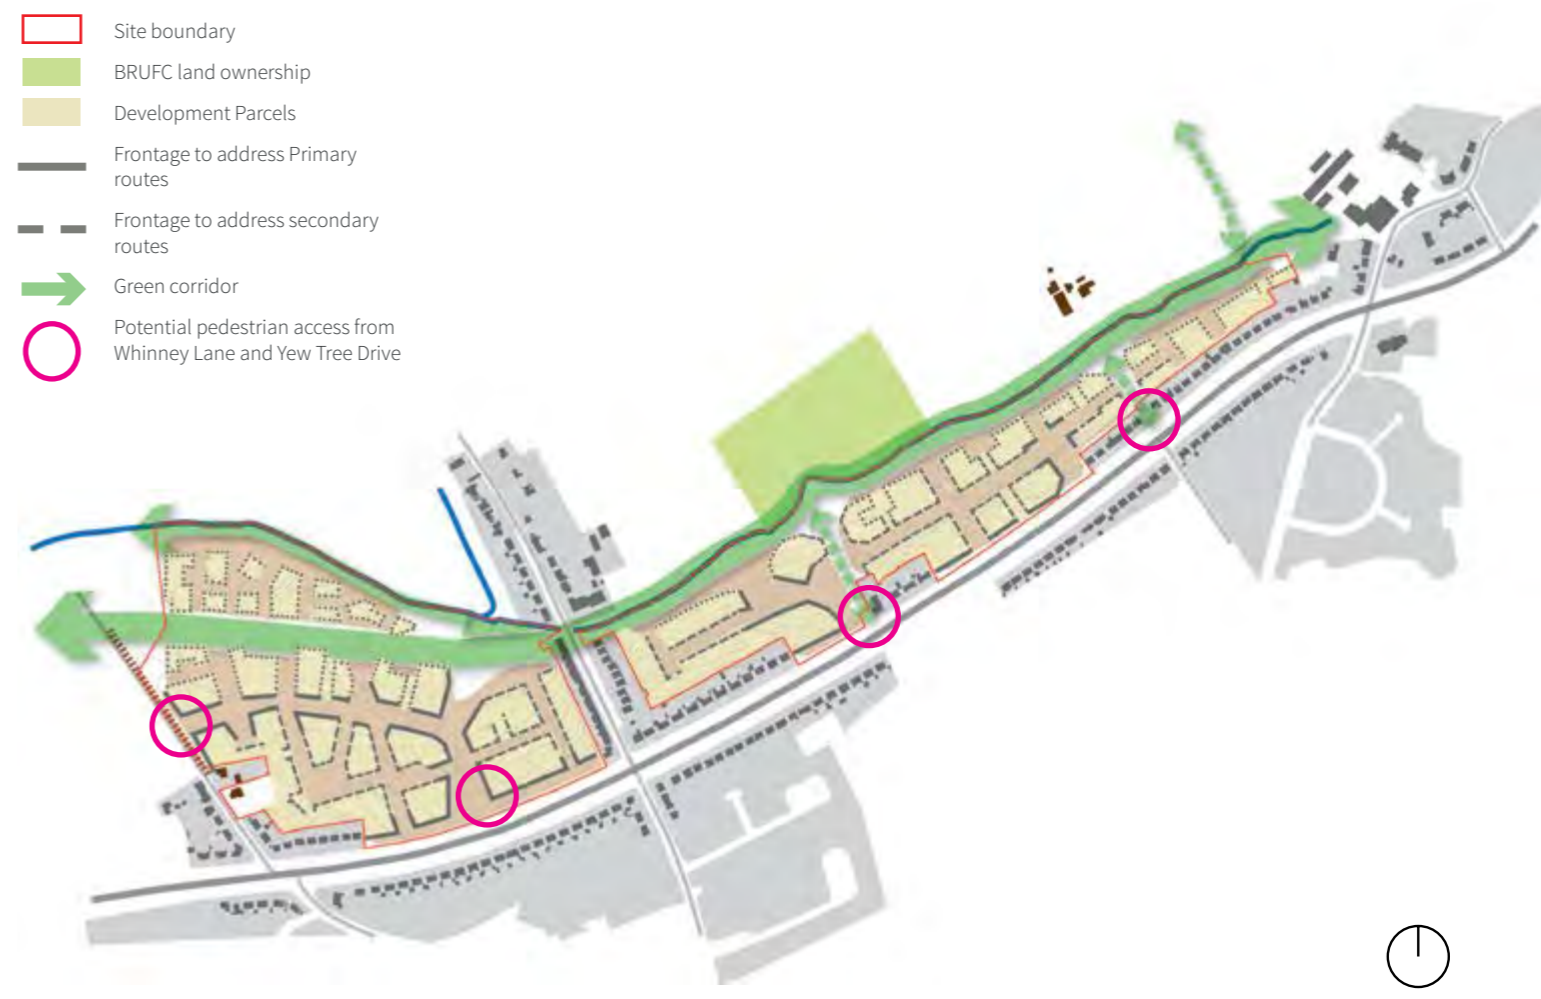 Site boundary
BRUFC land ownership
Development Parcels
Frontage to address Primary
routes
Frontage to address secondary
routes
Green corridor
Potential pedestrian access from
Whinney Lane and Yew Tree Drive